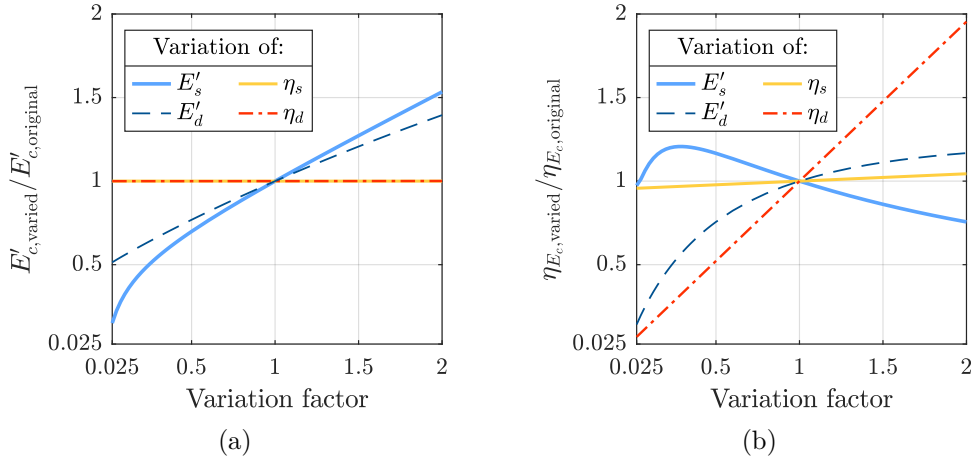 2
1.5
1
0.5
0.025
E′c,varied/E′c,original
Variation of:
E′s ηs
E′d ηd
0.025 0.5 1 1.5 2
Variation factor
(a)
2
1.5
1
0.5
0.025
ηEc,varied/ηEc,original
Variation of:
E′s ηs
E′d ηd
0.025 0.5 1 1.5 2
Variation factor
(b)